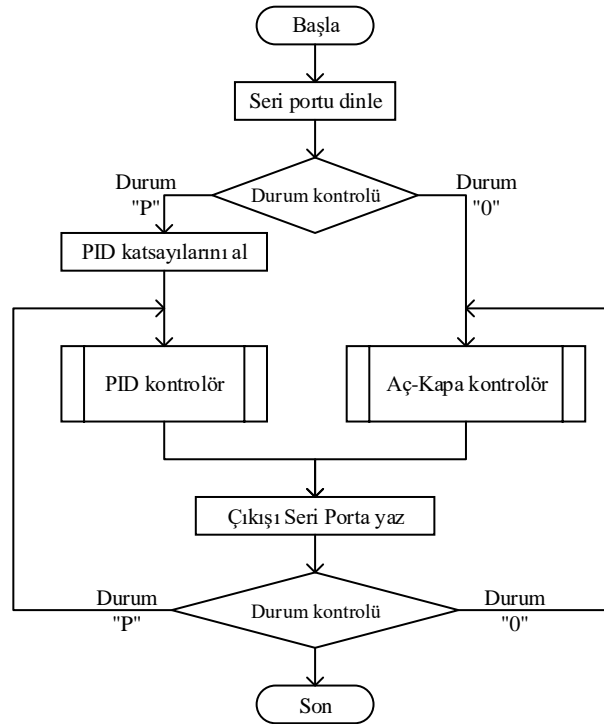 Başla
Seri portu dinle
Durum kontrolü
Durum
"P"
Durum
"0"
PID katsayılarını al
PID kontrolör
Aç-Kapa kontrolör
Çıkışı Seri Porta yaz
Durum kontrolü
Durum
"P"
Durum
"0"
Son